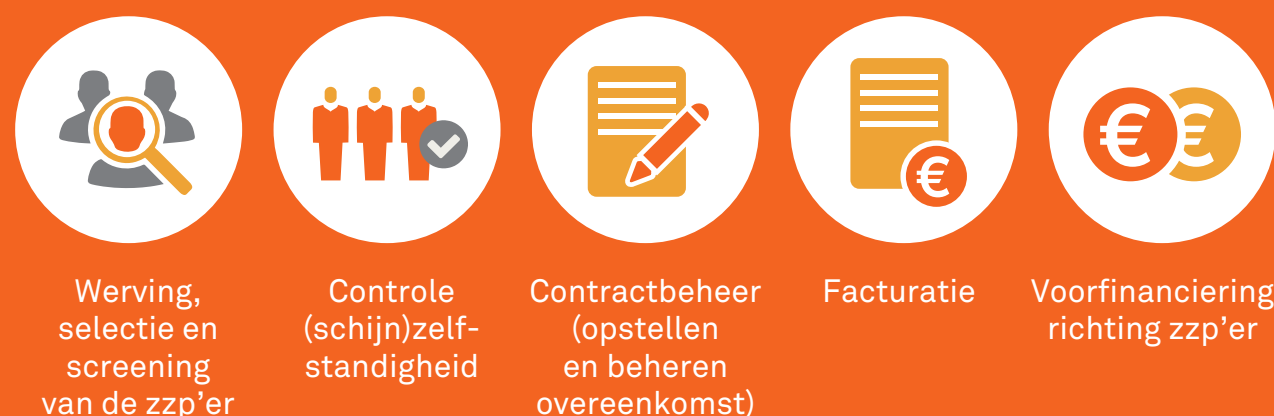 Werving,
selectie en
screening
van de zzp'er
Controle
(schijn)zelf-
standigheid
Contractbeheer
(opstellen
en beheren
overeenkomst)
Facturatie
Voorfinanciering
richting zzp'er